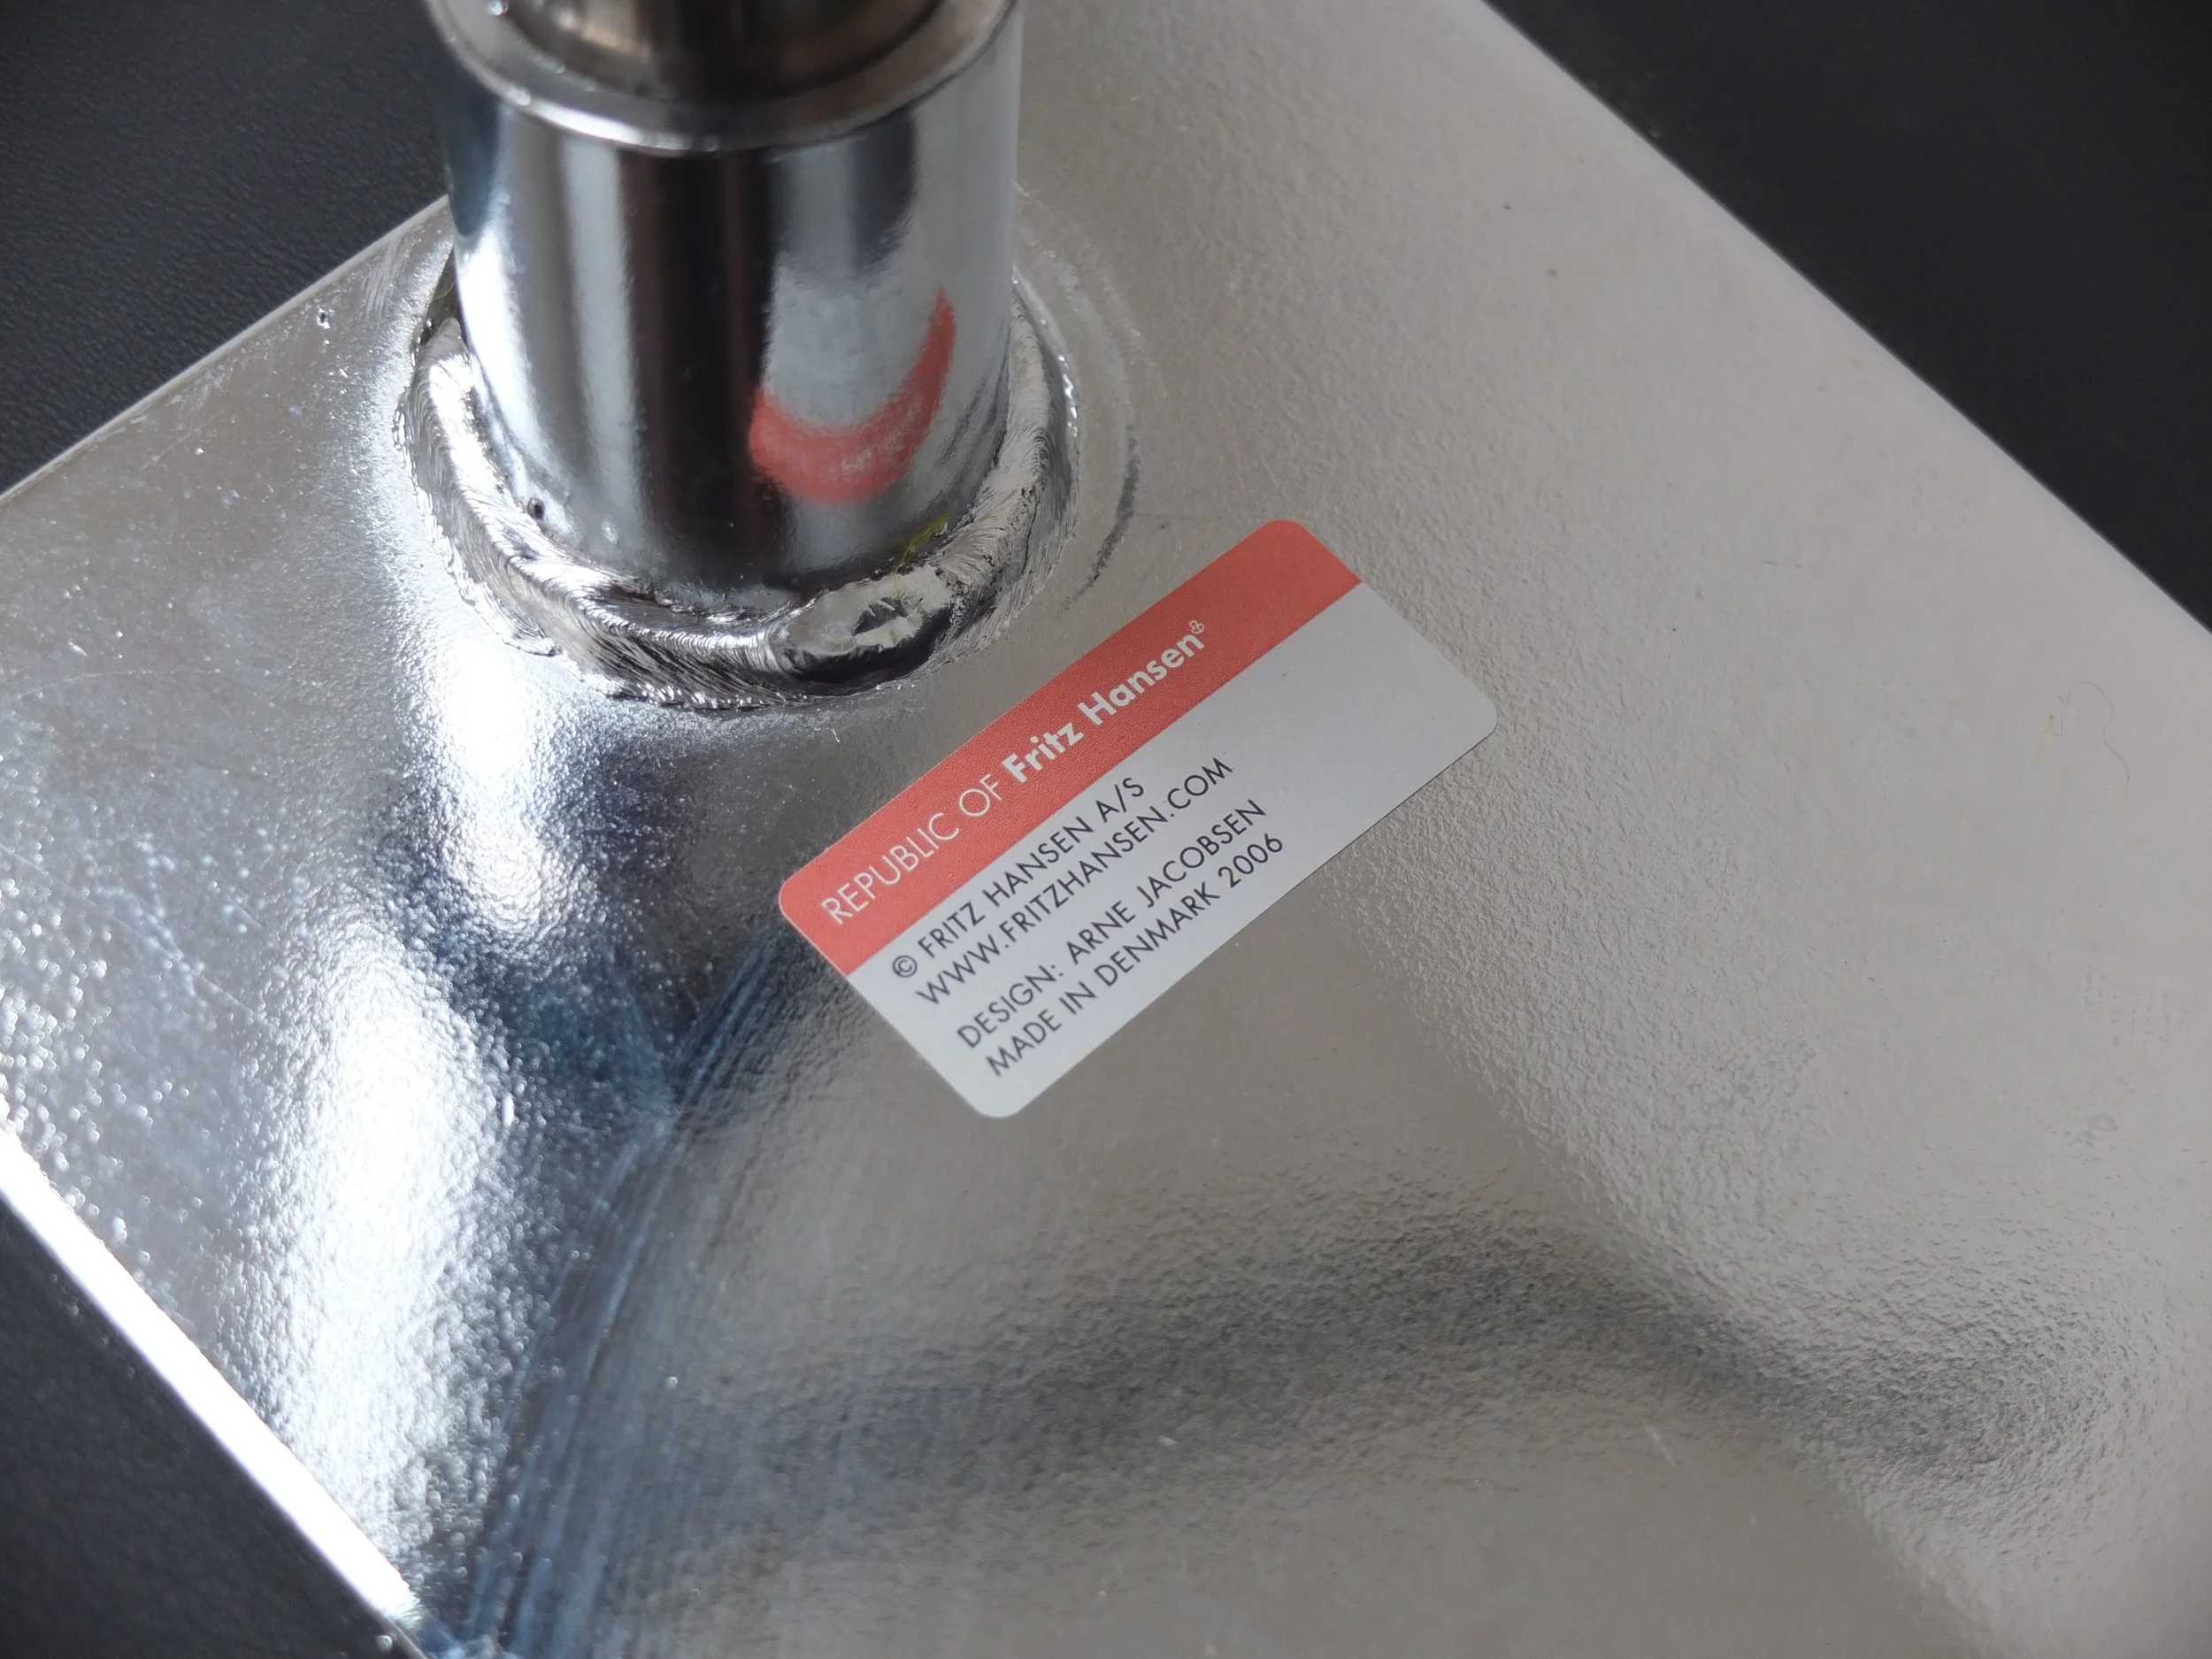 REPUBLIC OF Fritz Hansen®
© FRITZ HANSEN A/S
WWW.FRITZHANSEN.COM
DESIGN: ARNE JACOBSEN
MADE IN DENMARK 2006